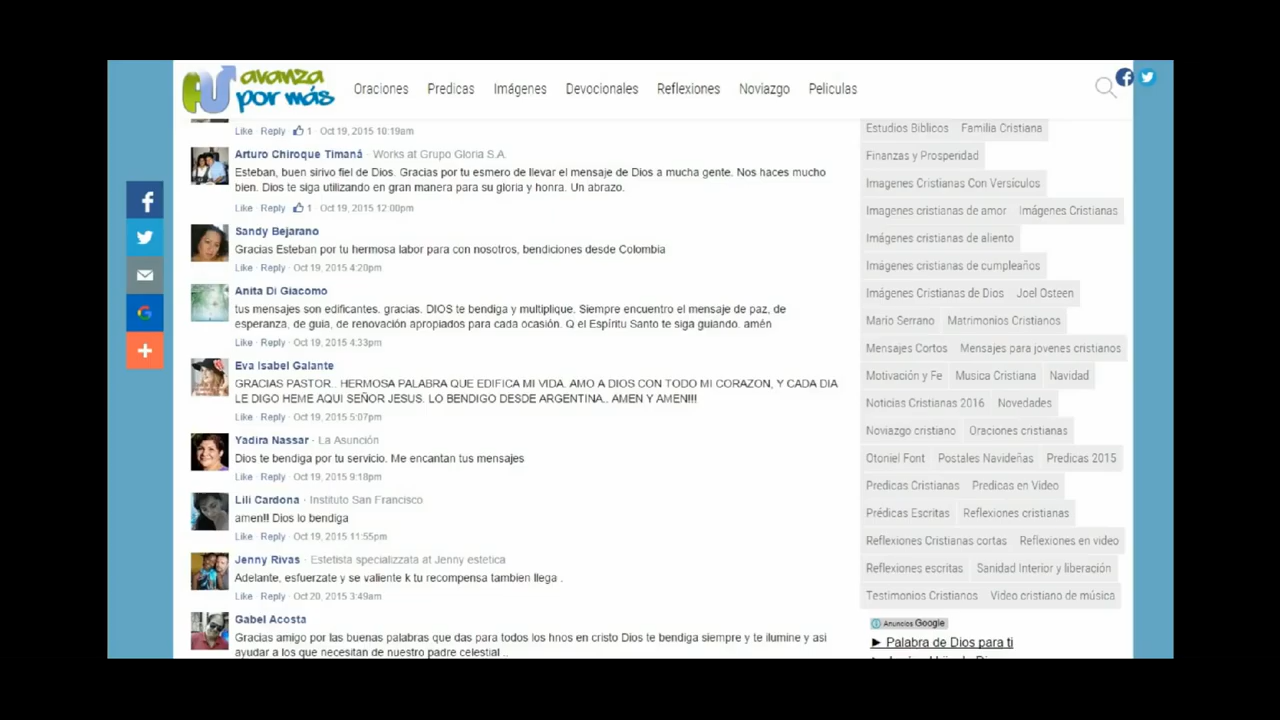 avanza
por más
Oraciones Predicas Imágenes Devocionales Reflexiones Noviazgo Peliculas
Like · Reply · 1 · Oct 19, 2015 10:19am
Arturo Chiroque Timaná · Works at Grupo Gloria S.A.
Esteban, buen sirivo fiel de Dios. Gracias por tu esmero de llevar el mensaje de Dios a mucha gente. Nos haces mucho
bien. Dios te siga utilizando en gran manera para su gloria y honra. Un abrazo.
Like · Reply · 1 · Oct 19, 2015 12:00pm
Sandy Bejarano
Gracias Esteban por tu hermosa labor para con nosotros, bendiciones desde Colombia
Like · Reply · Oct 19, 2015 4:20pm
Anita Di Giacomo
tus mensajes son edificantes, gracias. DIOS te bendiga y multiplique. Siempre encuentro el mensaje de paz, de
esperanza, de guia, de renovación apropiados para cada ocasión. Q el Espíritu Santo te siga guiando. amén
Like · Reply · Oct 19, 2015 4:33pm
Eva Isabel Galante
GRACIAS PASTOR.. HERMOSA PALABRA QUE EDIFICA MI VIDA. AMO A DIOS CON TODO MI CORAZON, Y CADA DIA
LE DIGO HEME AQUI SEÑOR JESUS. LO BENDIGO DESDE ARGENTINA.. AMEN Y AMEN!!!
Like · Reply · Oct 19, 2015 5:07pm
Yadira Nassar · La Asunción
Dios te bendiga por tu servicio. Me encantan tus mensajes
Like · Reply · Oct 19, 2015 9:18pm
Lili Cardona · Instituto San Francisco
amen!! Dios lo bendiga
Like · Reply · Oct 19, 2015 11:55pm
Jenny Rivas · Estetista specializzata at Jenny estetica
Adelante, esfuerzate y se valiente k tu recompensa tambien llega .
Like · Reply · Oct 20, 2015 3:49am
Gabel Acosta
Gracias amigo por las buenas palabras que das para todos los hnos en cristo Dios te bendiga siempre y te ilumine y asi
ayudar a los que necesitan de nuestro padre celestial ..
Estudios Biblicos Familia Cristiana
Finanzas y Prosperidad
Imagenes Cristianas Con Versículos
Imagenes cristianas de amor Imágenes Cristianas
Imágenes cristianas de aliento
Imágenes cristianas de cumpleaños
Imágenes Cristianas de Dios Joel Osteen
Mario Serrano Matrimonios Cristianos
Mensajes Cortos Mensajes para jovenes cristianos
Motivación y Fe Musica Cristiana Navidad
Noticias Cristianas 2016 Novedades
Noviazgo cristiano Oraciones cristianas
Otoniel Font Postales Navideñas Predicas 2015
Predicas Cristianas Predicas en Video
Prédicas Escritas Reflexiones cristianas
Reflexiones Cristianas cortas Reflexiones en video
Reflexiones escritas Sanidad Interior y liberación
Testimonios Cristianos Video cristiano de música
Anuncios Google
► Palabra de Dios para ti